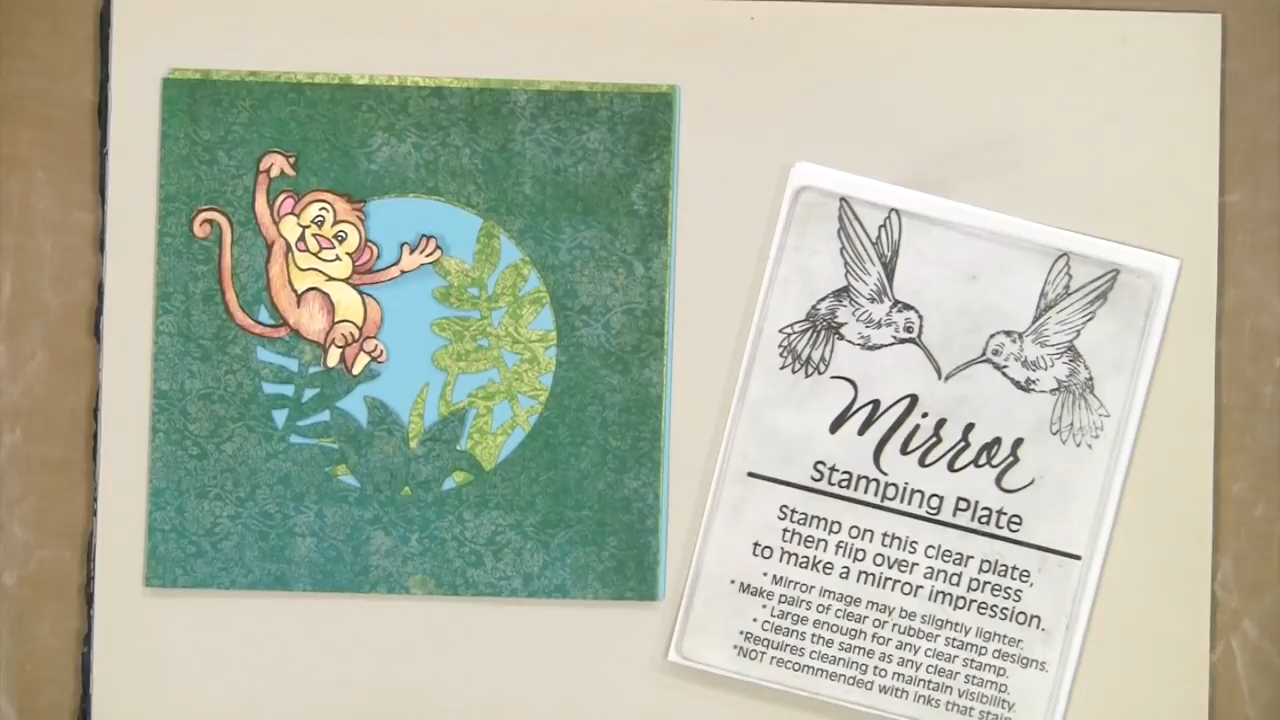 Mirror
Stamping Plate
Stamp on this clear plate,
then flip over and press
to make a mirror impression.
* Mirror image may be slightly lighter.
* Make pairs of clear or rubber stamp designs.
* Large enough for any clear stamp.
* Cleans the same as any clear stamp.
*Requires cleaning to maintain visibility.
*NOT recommended with inks that